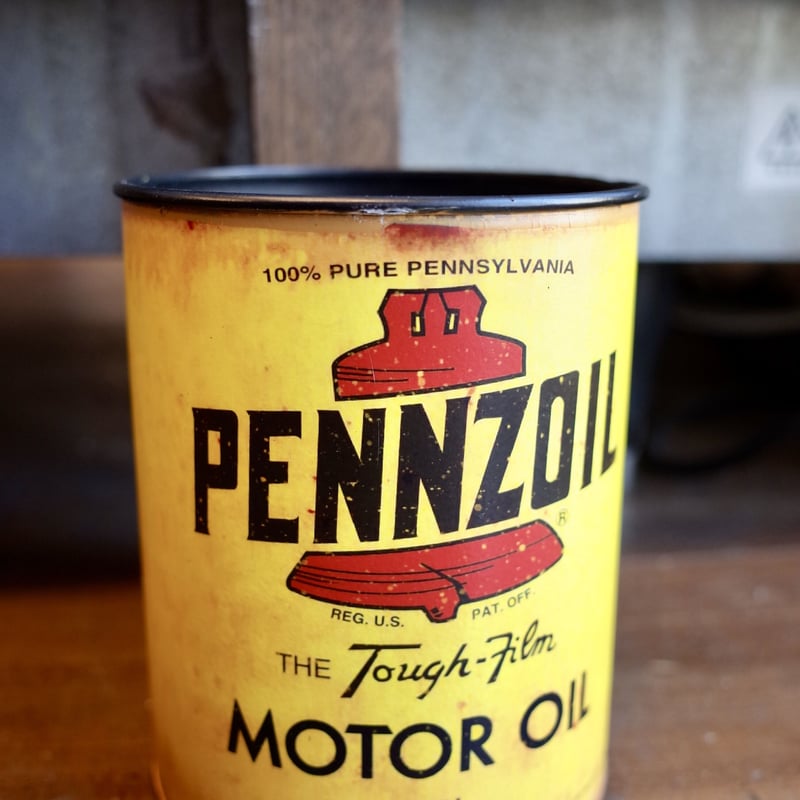 100% PURE PENNSYLVANIA
PENNZOIL
®
REG. U.S. PAT. OFF.
THE Tough-Film
MOTOR OIL